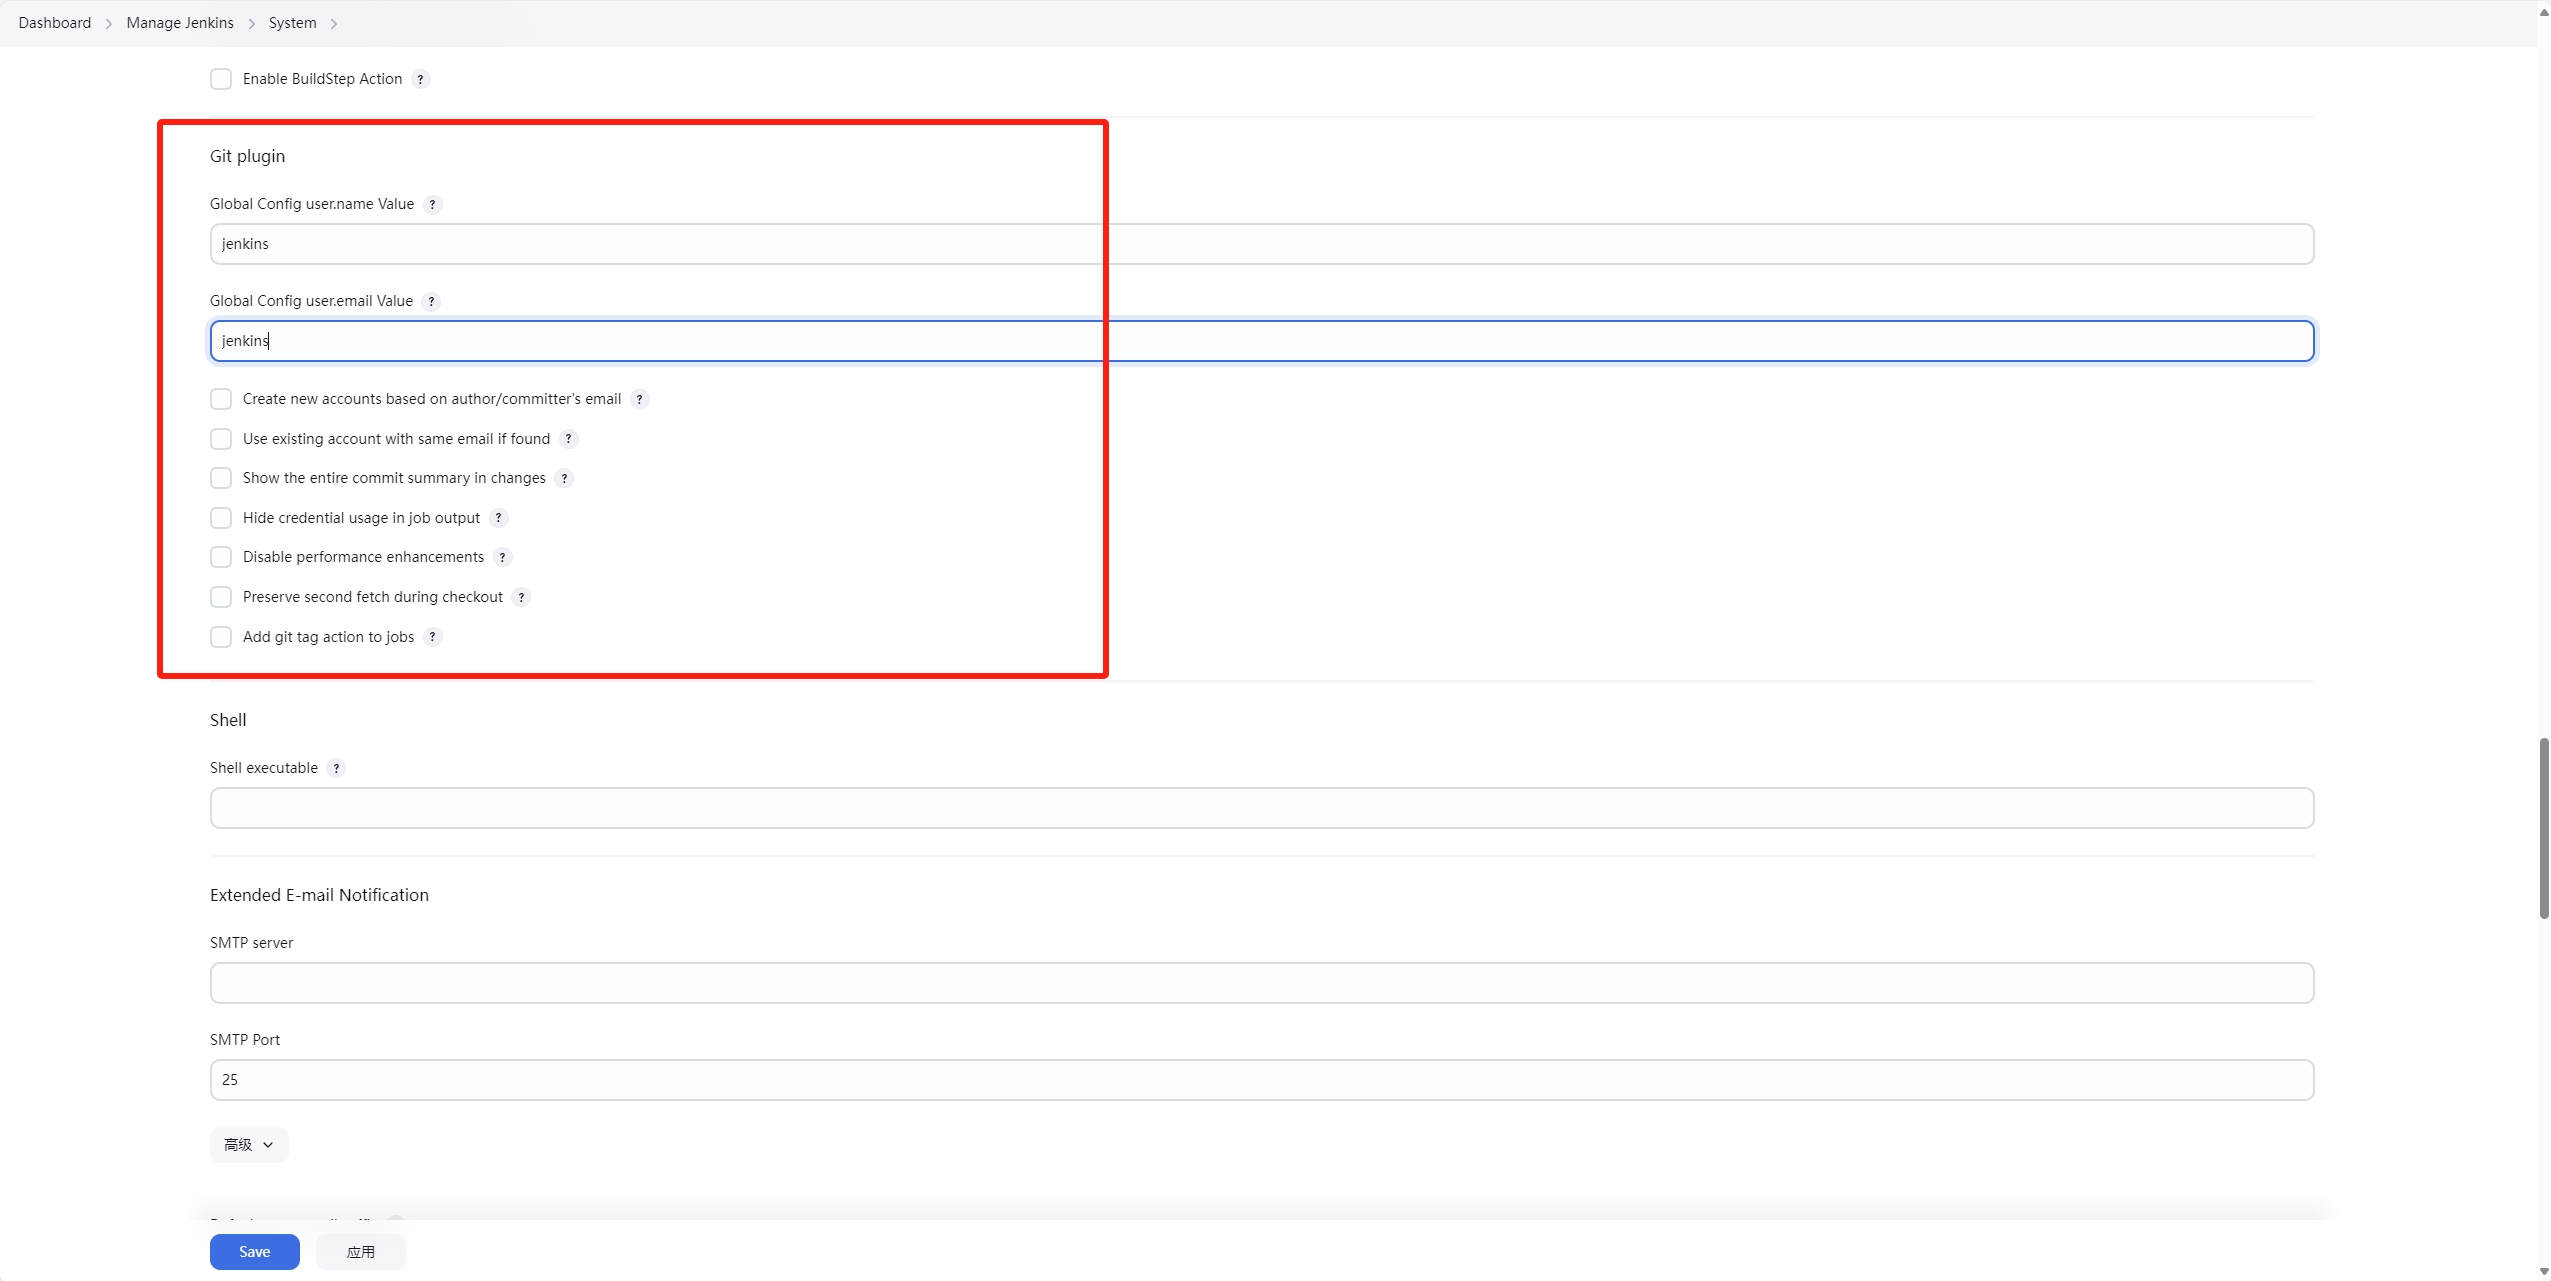 Dashboard > Manage Jenkins > System >
Enable BuildStep Action ?
Git plugin
Global Config user.name Value ?
jenkins
Global Config user.email Value ?
jenkins
Create new accounts based on author/committer's email ?
Use existing account with same email if found ?
Show the entire commit summary in changes ?
Hide credential usage in job output ?
Disable performance enhancements ?
Preserve second fetch during checkout ?
Add git tag action to jobs ?
Shell
Shell executable ?
Extended E-mail Notification
SMTP server
SMTP Port
25
高级
Save 应用